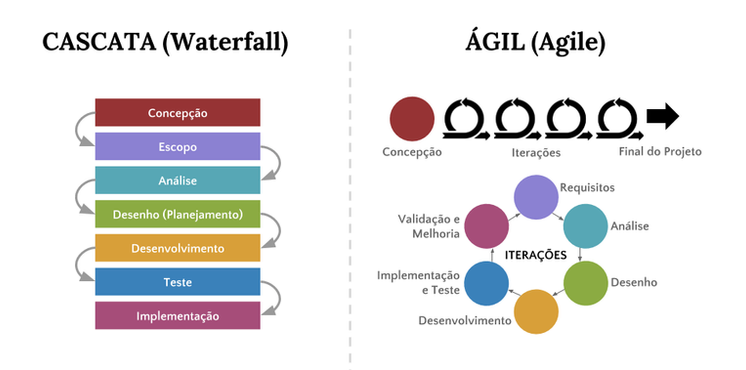 CASCATA (Waterfall)
Concepção
Escopo
Análise
Desenho (Planejamento)
Desenvolvimento
Teste
Implementação
ÁGIL (Agile)
Concepção
Iterações
Final do Projeto
Requisitos
Análise
Desenho
Desenvolvimento
Implementação
e Teste
Validação e
Melhoria
ITERAÇÕES